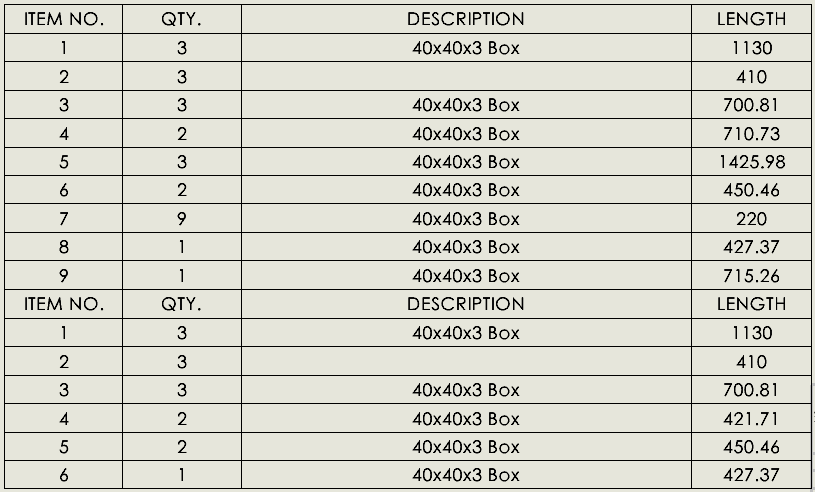 ITEM NO. QTY. DESCRIPTION LENGTH
1 3 40x40x3 Box 1130
2 3 410
3 3 40x40x3 Box 700.81
4 2 40x40x3 Box 710.73
5 3 40x40x3 Box 1425.98
6 2 40x40x3 Box 450.46
7 9 40x40x3 Box 220
8 1 40x40x3 Box 427.37
9 1 40x40x3 Box 715.26
ITEM NO. QTY. DESCRIPTION LENGTH
1 3 40x40x3 Box 1130
2 3 410
3 3 40x40x3 Box 700.81
4 2 40x40x3 Box 421.71
5 2 40x40x3 Box 450.46
6 1 40x40x3 Box 427.37